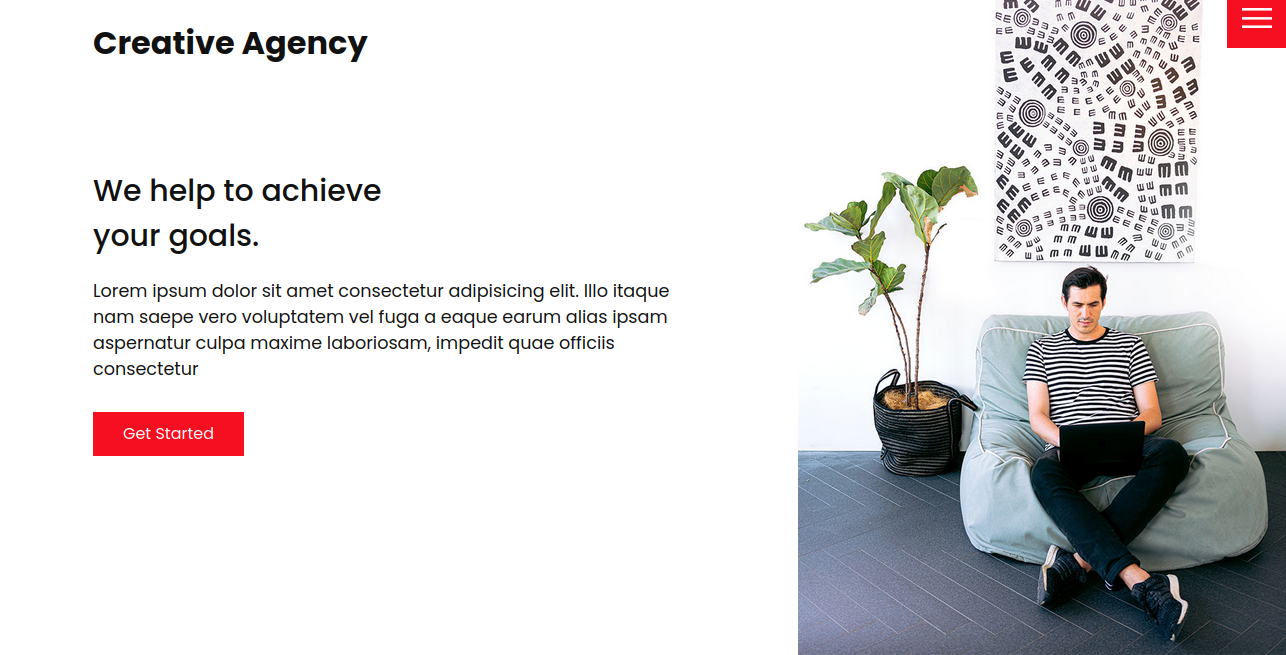 Creative Agency
We help to achieve
your goals.
Lorem ipsum dolor sit amet consectetur adipisicing elit. Illo itaque
nam saepe vero voluptatem vel fuga a eaque earum alias ipsam
aspernatur culpa maxime laboriosam, impedit quae officiis
consectetur
Get Started